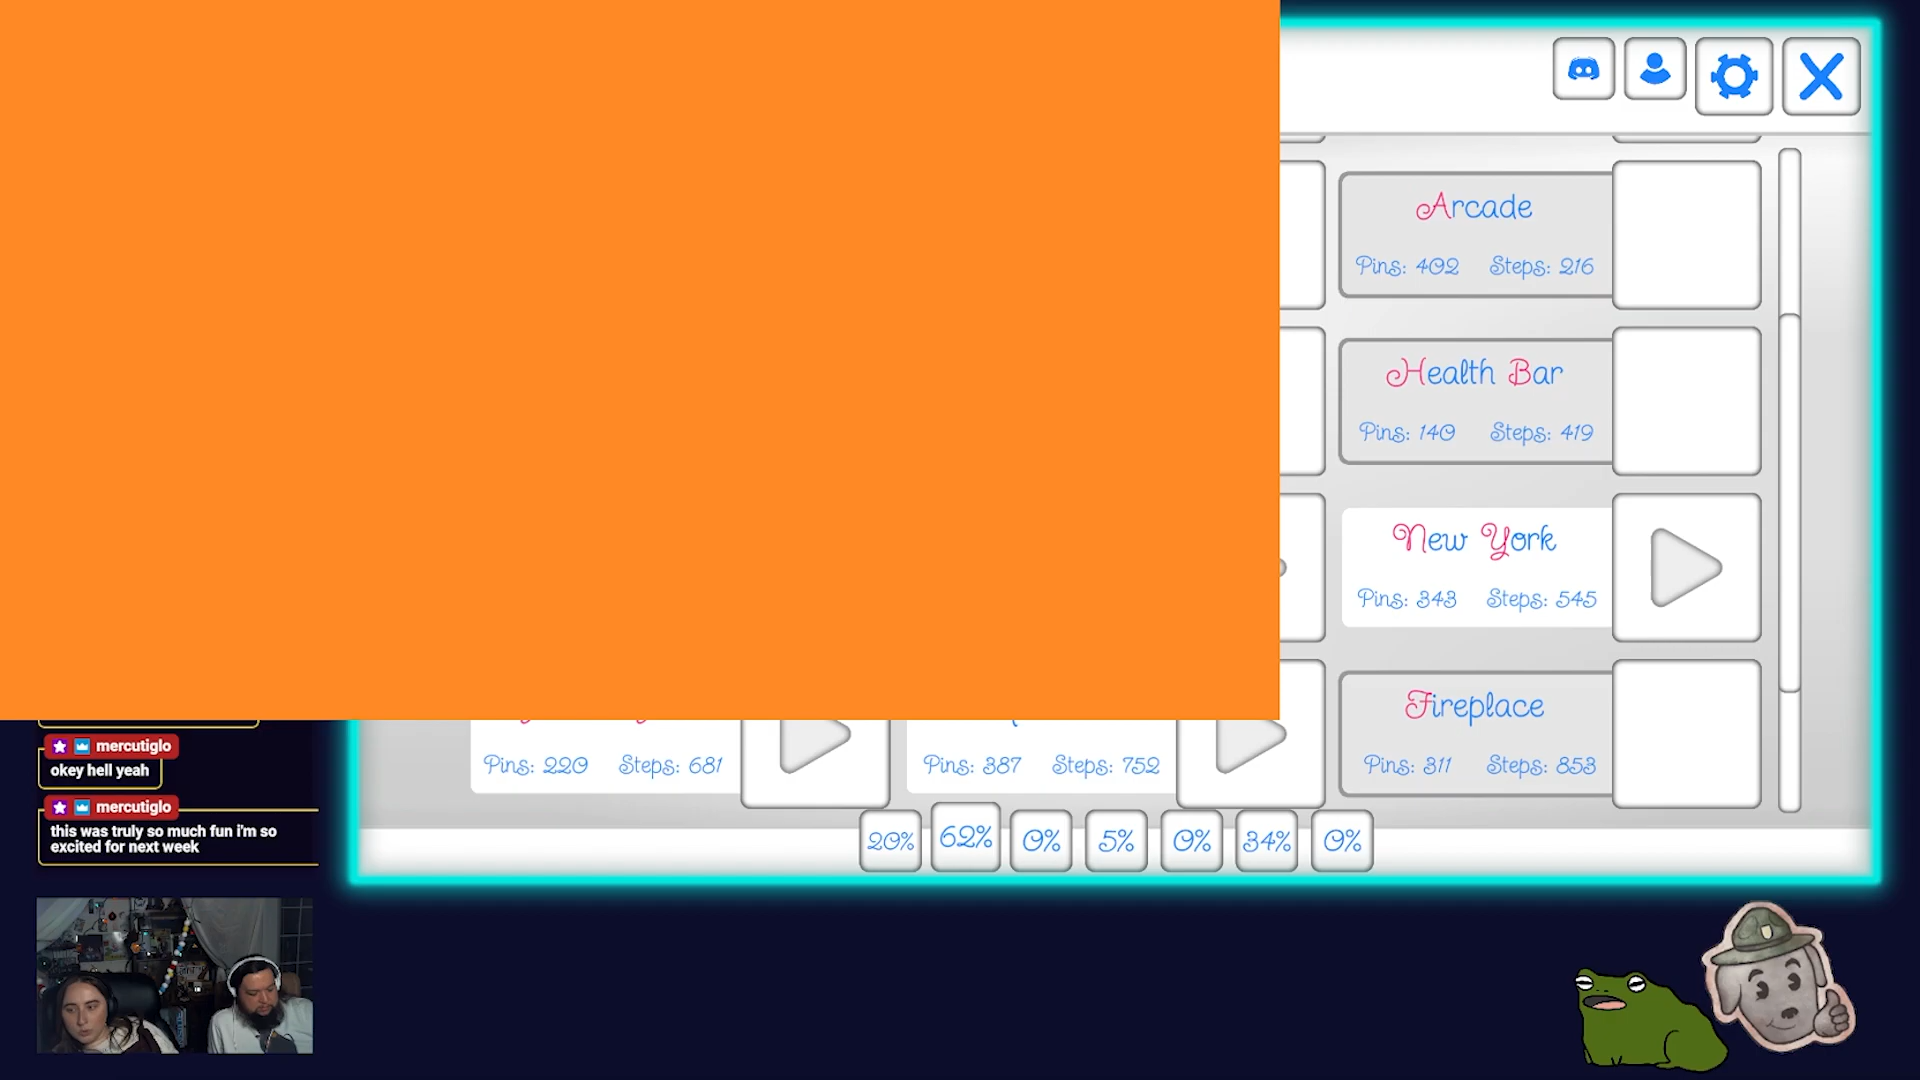 Arcade
Pins: 402 Steps: 216
Health Bar
Pins: 140 Steps: 419
New York
Pins: 343 Steps: 545
Fireplace
Pins: 311 Steps: 853
Pins: 220 Steps: 681
Pins: 387 Steps: 752
20% 62% 0% 5% 0% 34% 0%
mercutiglo
okey hell yeah
mercutiglo
this was truly so much fun i'm so
excited for next week